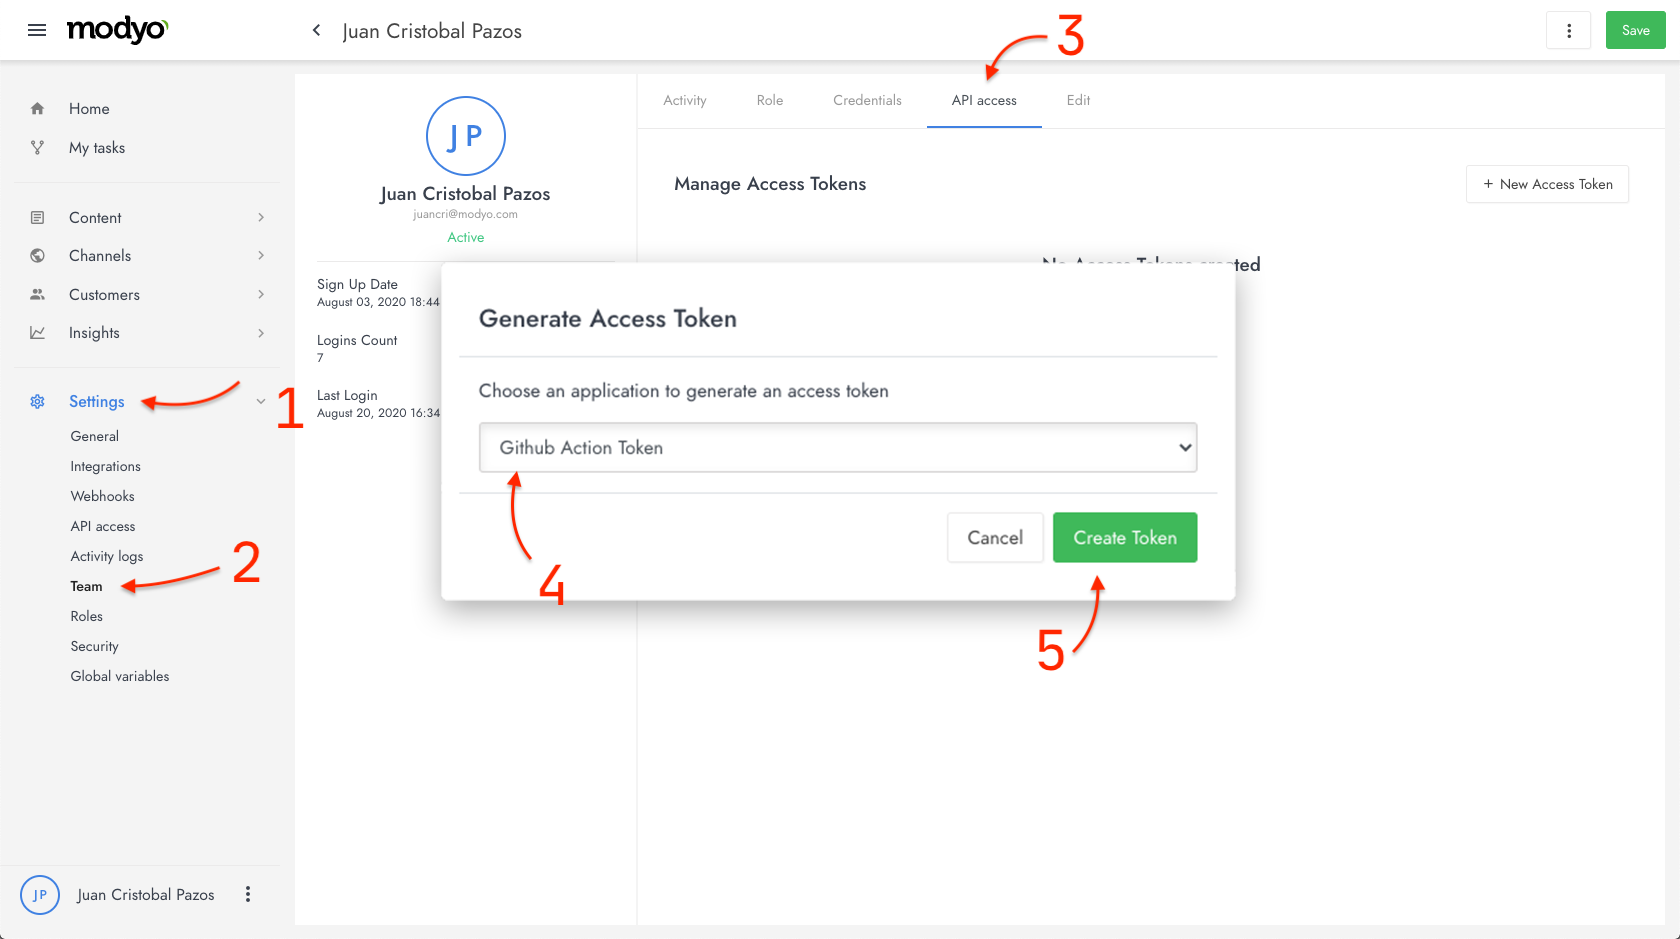 modyo
Juan Cristobal Pazos
3
Save
Home
My tasks
Content
Channels
Customers
Insights
Settings
1
General
Integrations
Webhooks
API access
Activity logs
Team
2
Roles
Security
Global variables
JP
Juan Cristobal Pazos
JP
Juan Cristobal Pazos
juancri@modyo.com
Active
Sign Up Date
August 03, 2020 18:44
Logins Count
7
Last Login
August 20, 2020 16:34
Activity Role Credentials API access Edit
Manage Access Tokens
+ New Access Token
No Access Tokens created
Generate Access Token
Choose an application to generate an access token
Github Action Token
Cancel Create Token
4
5